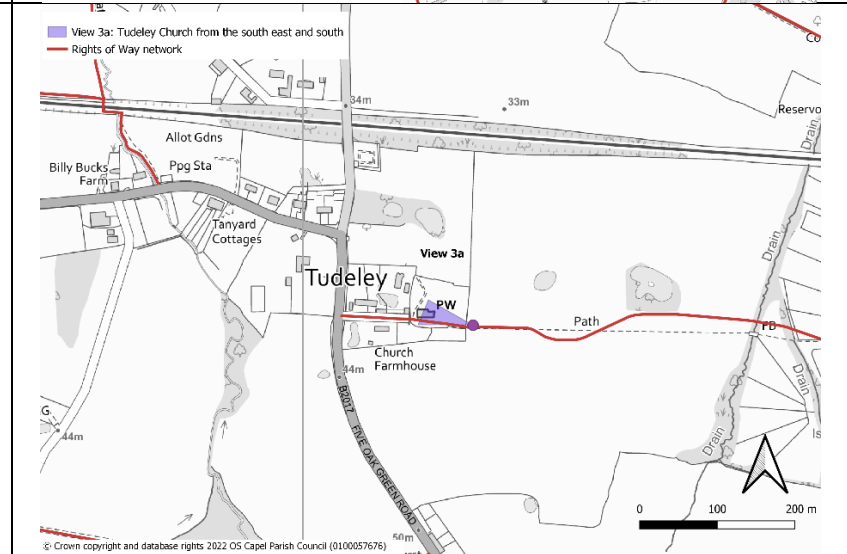 View 3a: Tudeley Church from the south east and south
Rights of Way network
34m
33m
Co
Reservo
Drain
Allot Gdns
Billy Bucks
Farm
Ppg Sta
Tanyard
Cottages
View 3a
Drain
Tudeley
PW
Path
FB
Church
Farmhouse
44m
Drain
B2017
FIVE OAK GREEN ROAD
G
44m
Is
Drain
50m
0 100 200 m
© Crown copyright and database rights 2022 OS Capel Parish Council (0100057676)